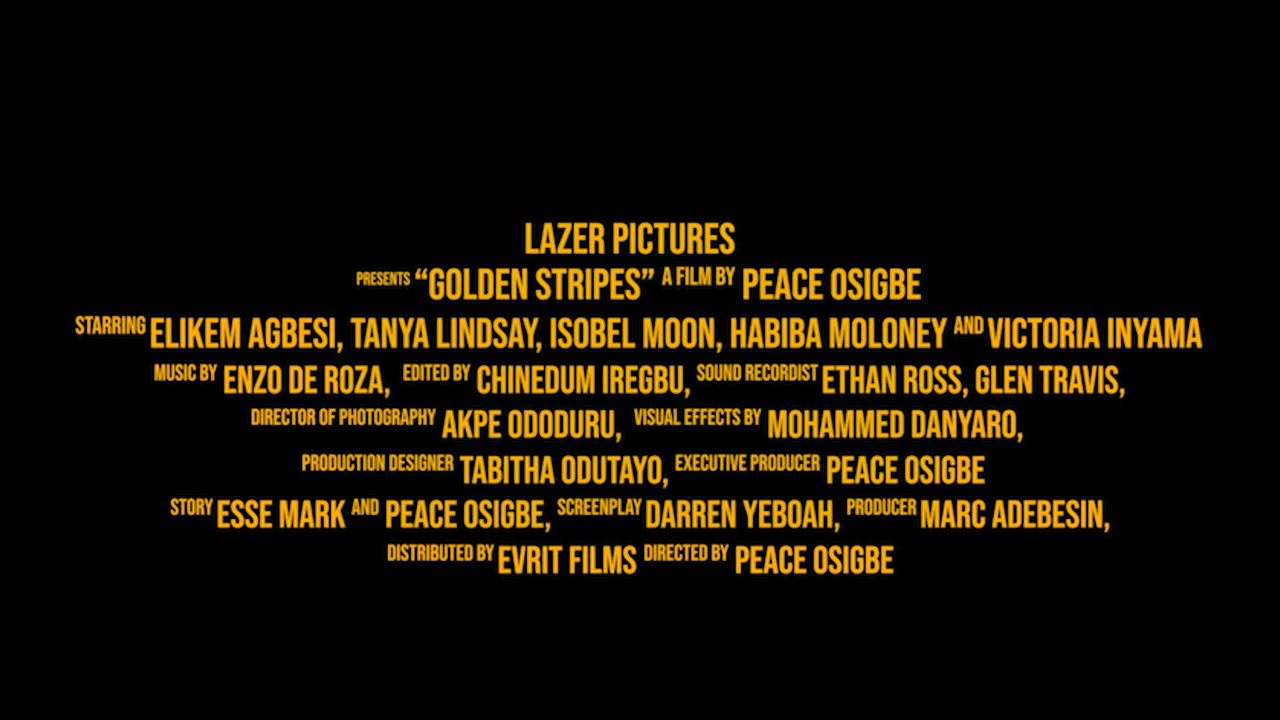 LAZER PICTURES
PRESENTS “GOLDEN STRIPES” A FILM BY PEACE OSIGBE
STARRING ELIKEM AGBESI, TANYA LINDSAY, ISOBEL MOON, HABIBA MOLONEY AND VICTORIA INYAMA
MUSIC BY ENZO DE ROZA, EDITED BY CHINEDUM IREGBU, SOUND RECORDIST ETHAN ROSS, GLEN TRAVIS,
DIRECTOR OF PHOTOGRAPHY AKPE ODODURU, VISUAL EFFECTS BY MOHAMMED DANYARO,
PRODUCTION DESIGNER TABITHA ODUTAYO, EXECUTIVE PRODUCER PEACE OSIGBE
STORY ESSE MARK AND PEACE OSIGBE, SCREENPLAY DARREN YEBOAH, PRODUCER MARC ADEBESIN,
DISTRIBUTED BY EVRIT FILMS DIRECTED BY PEACE OSIGBE